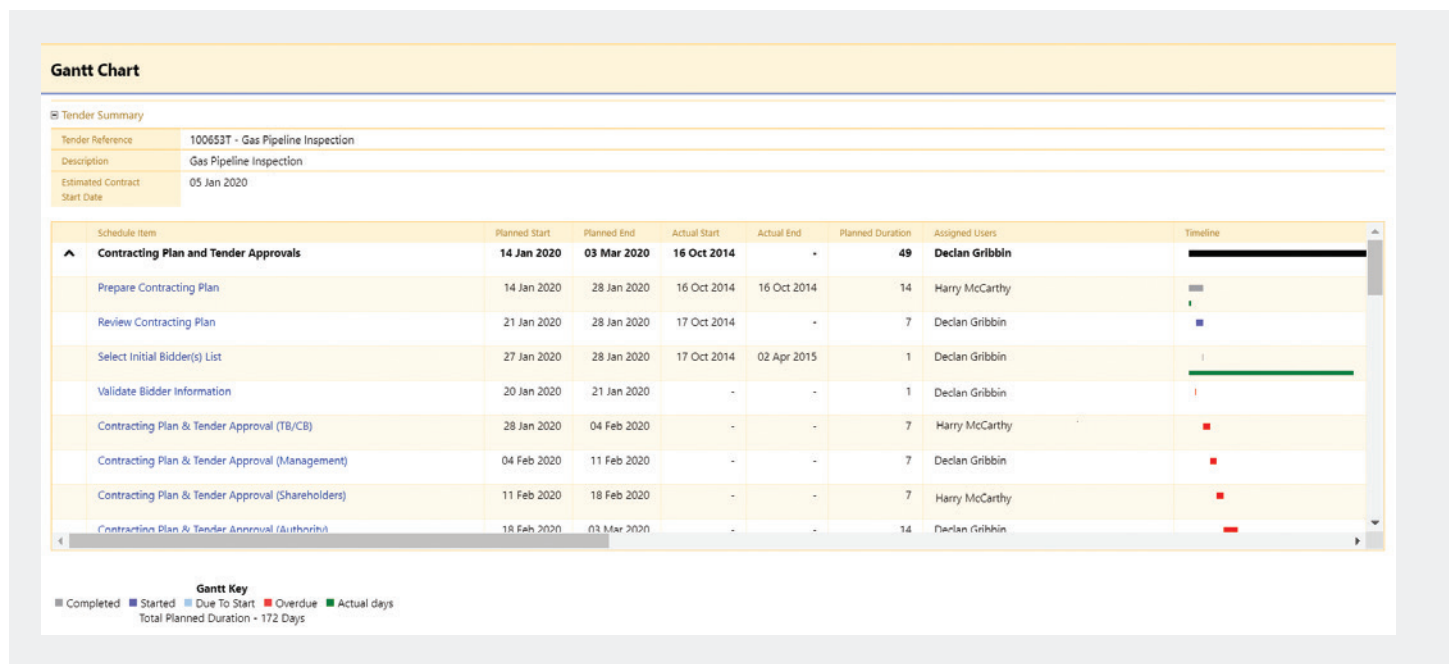 Gantt Chart
Tender Summary
Tender Reference 100653T - Gas Pipeline Inspection
Description Gas Pipeline Inspection
Estimated Contract 05 Jan 2020
Start Date
Schedule Item Planned Start Planned End Actual Start Actual End Planned Duration Assigned Users Timeline
Contracting Plan and Tender Approvals 14 Jan 2020 03 Mar 2020 16 Oct 2014 - 49 Declan Gribbin
Prepare Contracting Plan 14 Jan 2020 28 Jan 2020 16 Oct 2014 16 Oct 2014 14 Harry McCarthy
Review Contracting Plan 21 Jan 2020 28 Jan 2020 17 Oct 2014 - 7 Declan Gribbin
Select Initial Bidder(s) List 27 Jan 2020 28 Jan 2020 17 Oct 2014 02 Apr 2015 1 Declan Gribbin
Validate Bidder Information 20 Jan 2020 21 Jan 2020 - - 1 Declan Gribbin
Contracting Plan & Tender Approval (TB/CB) 28 Jan 2020 04 Feb 2020 - - 7 Harry McCarthy
Contracting Plan & Tender Approval (Management) 04 Feb 2020 11 Feb 2020 - - 7 Declan Gribbin
Contracting Plan & Tender Approval (Shareholders) 11 Feb 2020 18 Feb 2020 - - 7 Harry McCarthy
Contracting Plan & Tender Approval (Authority) 18 Feb 2020 03 Mar 2020 - - 14 Declan Gribbin
Gantt Key
Completed Started Due To Start Overdue Actual days
Total Planned Duration - 172 Days